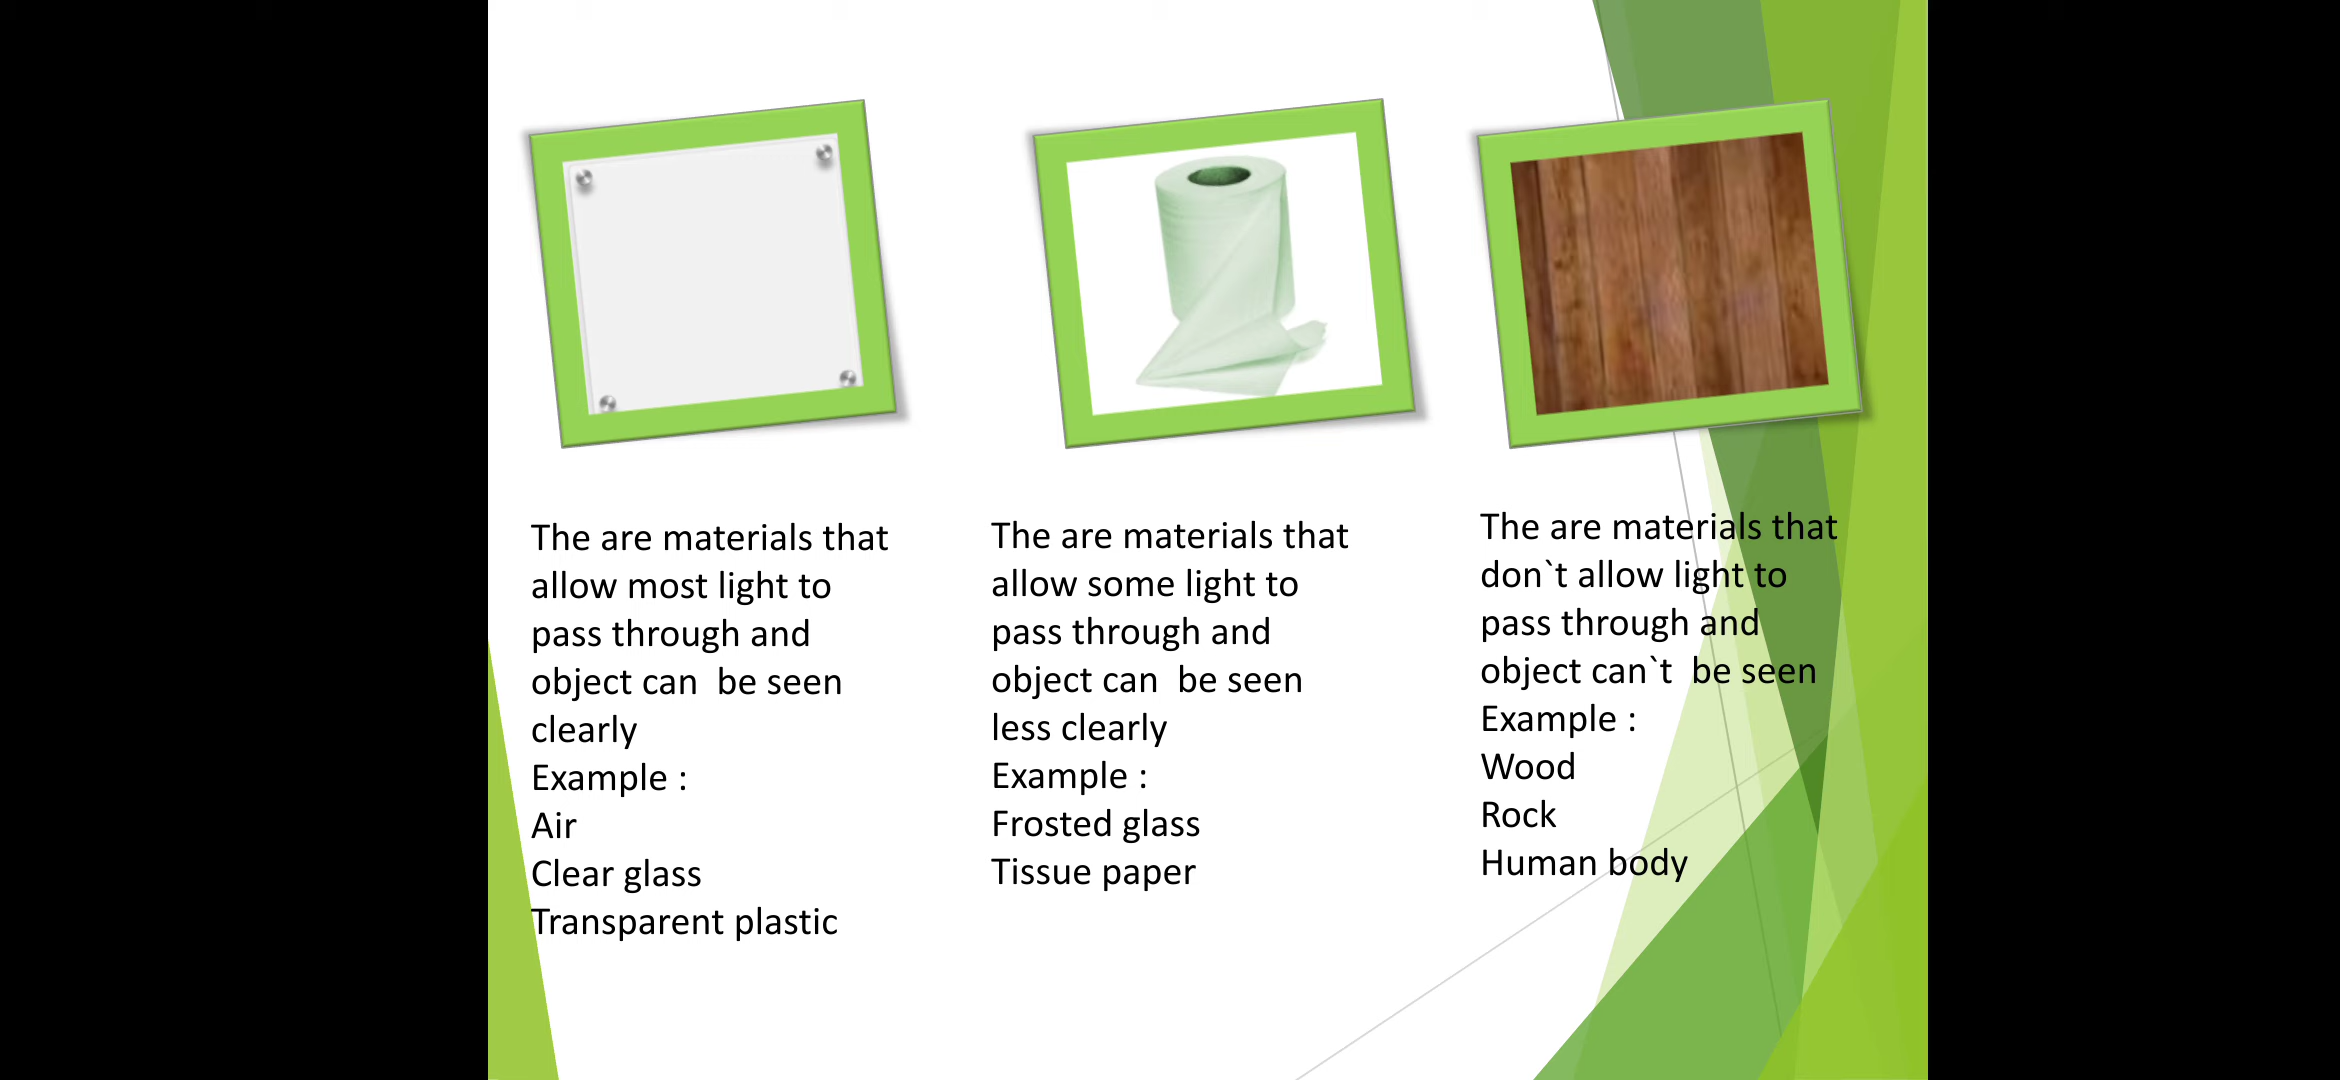 The are materials that
allow most light to
pass through and
object can  be seen
clearly
Example :
Air
Clear glass
Transparent plastic
The are materials that
allow some light to
pass through and
object can  be seen
less clearly
Example :
Frosted glass
Tissue paper
The are materials that
don`t allow light to
pass through and
object can`t  be seen
Example :
Wood
Rock
Human body